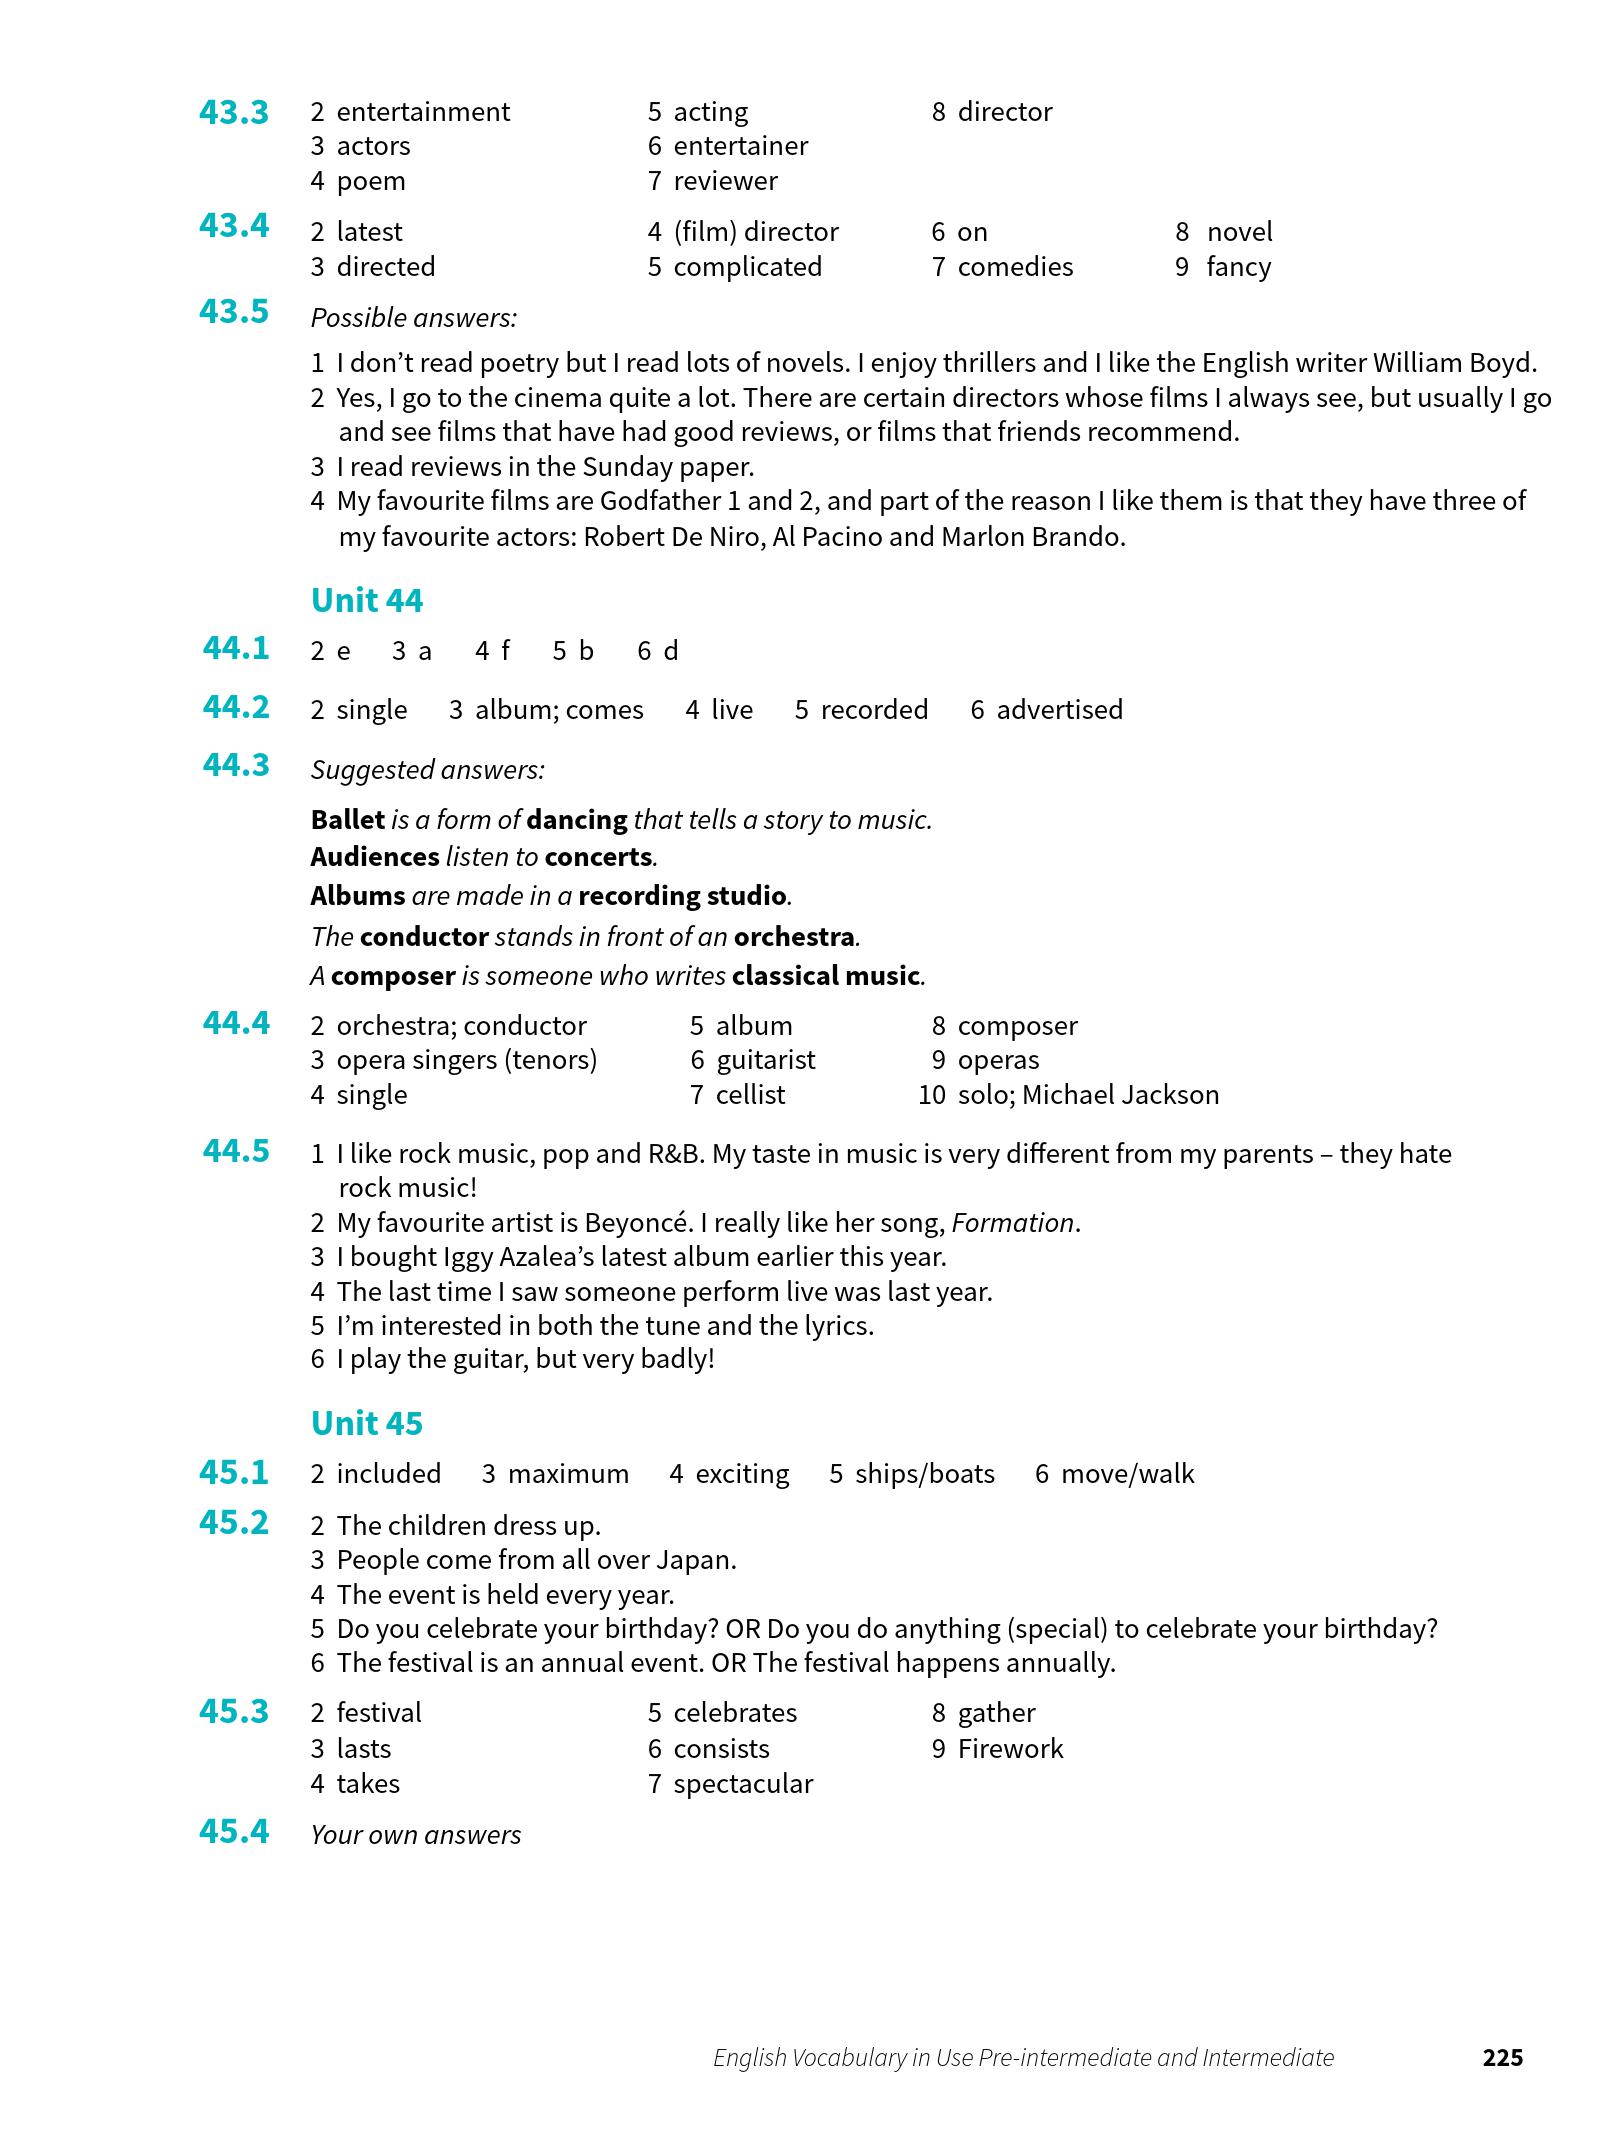 43.3 2 entertainment 5 acting 8 director
3 actors 6 entertainer
4 poem 7 reviewer
43.4 2 latest 4 (film) director 6 on 8 novel
3 directed 5 complicated 7 comedies 9 fancy
43.5 Possible answers:
1 I don’t read poetry but I read lots of novels. I enjoy thrillers and I like the English writer William Boyd.
2 Yes, I go to the cinema quite a lot. There are certain directors whose films I always see, but usually I go
and see films that have had good reviews, or films that friends recommend.
3 I read reviews in the Sunday paper.
4 My favourite films are Godfather 1 and 2, and part of the reason I like them is that they have three of
my favourite actors: Robert De Niro, Al Pacino and Marlon Brando.
Unit 44
44.1 2 e 3 a 4 f 5 b 6 d
44.2 2 single 3 album; comes 4 live 5 recorded 6 advertised
44.3 Suggested answers:
Ballet is a form of dancing that tells a story to music.
Audiences listen to concerts.
Albums are made in a recording studio.
The conductor stands in front of an orchestra.
A composer is someone who writes classical music.
44.4 2 orchestra; conductor 5 album 8 composer
3 opera singers (tenors) 6 guitarist 9 operas
4 single 7 cellist 10 solo; Michael Jackson
44.5 1 I like rock music, pop and R&B. My taste in music is very different from my parents – they hate
rock music!
2 My favourite artist is Beyoncé. I really like her song, Formation.
3 I bought Iggy Azalea’s latest album earlier this year.
4 The last time I saw someone perform live was last year.
5 I’m interested in both the tune and the lyrics.
6 I play the guitar, but very badly!
Unit 45
45.1 2 included 3 maximum 4 exciting 5 ships/boats 6 move/walk
45.2 2 The children dress up.
3 People come from all over Japan.
4 The event is held every year.
5 Do you celebrate your birthday? OR Do you do anything (special) to celebrate your birthday?
6 The festival is an annual event. OR The festival happens annually.
45.3 2 festival 5 celebrates 8 gather
3 lasts 6 consists 9 Firework
4 takes 7 spectacular
45.4 Your own answers
English Vocabulary in Use Pre-intermediate and Intermediate 225